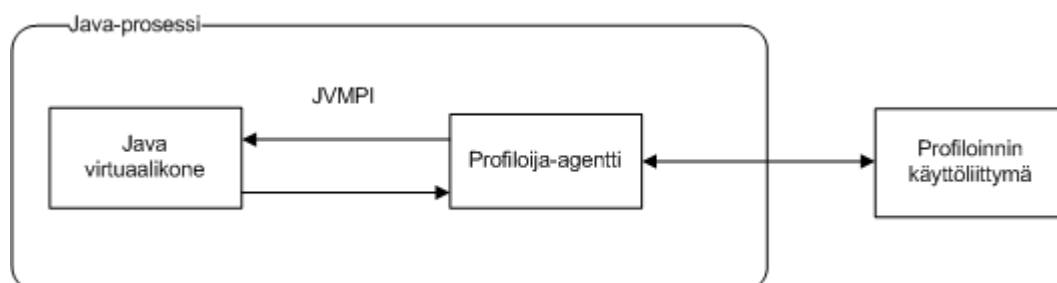 Java-prosessi
JVMPI
Java
virtuaalikone
Profiloija-agentti
Profiloinnin
käyttöliittymä